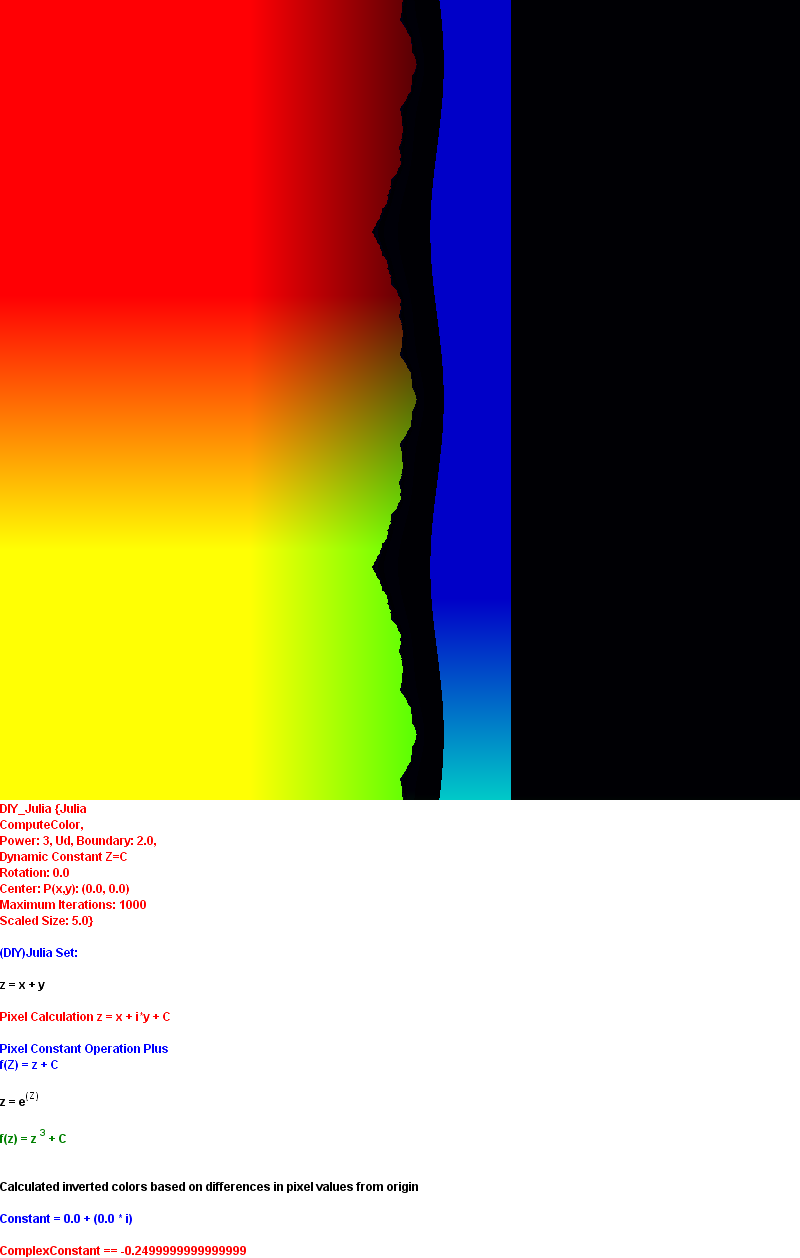 DIY_Julia {Julia
ComputeColor,
Power: 3, Ud, Boundary: 2.0,
Dynamic Constant Z=C
Rotation: 0.0
Center: P(x,y): (0.0, 0.0)
Maximum Iterations: 1000
Scaled Size: 5.0}
(DIY)Julia Set:
z = x + y
Pixel Calculation z = x + i*y + C
Pixel Constant Operation Plus
f(Z) = z + C
z = e^(Z)
f(z) = z ^3 + C
Calculated inverted colors based on differences in pixel values from origin
Constant = 0.0 + (0.0 * i)
ComplexConstant == -0.2499999999999999